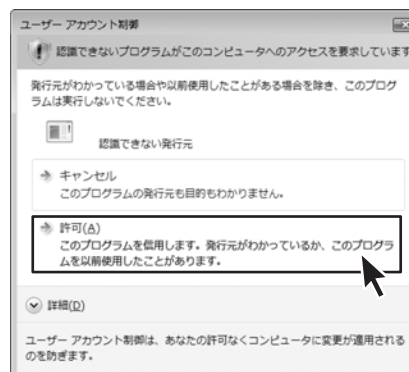 ユーザー アカウント制御
認識できないプログラムがこのコンピュータへのアクセスを要求しています
発行元がわかっている場合や以前使用したことがある場合を除き、このプログ
ラムは実行しないでください。
認識できない発行元
キャンセル
このプログラムの発行元も目的もわかりません。
許可(A)
このプログラムを信用します。発行元がわかっているか、このプログラ
ムを以前使用したことがあります。
詳細(D)
ユーザー アカウント制御は、あなたの許可なくコンピュータに変更が適用される
のを防ぎます。